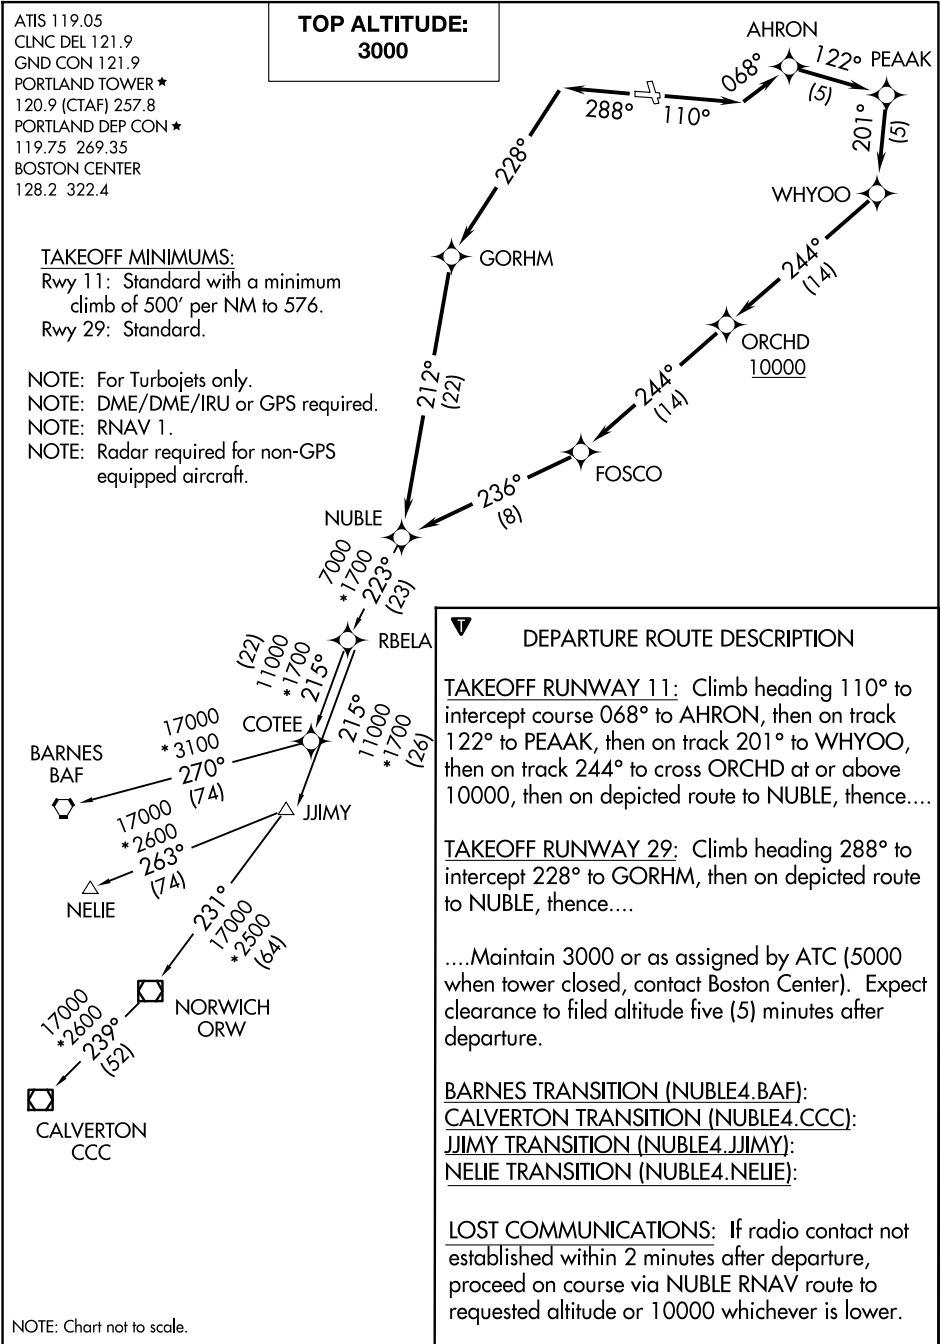 ATIS 119.05
CLNC DEL 121.9
GND CON 121.9
PORTLAND TOWER ★
120.9 (CTAF) 257.8
PORTLAND DEP CON ★
119.75 269.35
BOSTON CENTER
128.2 322.4
TOP ALTITUDE:
3000
AHRON
068°
122°
(5)
PEAAK
288°
110°
201°
(5)
228°
WHYOO
TAKEOFF MINIMUMS:
Rwy 11: Standard with a minimum
climb of 500' per NM to 576.
Rwy 29: Standard.
GORHM
244°
(14)
ORCHD
10000
NOTE: For Turbojets only.
NOTE: DME/DME/IRU or GPS required.
NOTE: RNAV 1.
NOTE: Radar required for non-GPS
equipped aircraft.
212°
(22)
244°
(14)
FOSCO
236°
(8)
NUBLE
7000
*1700
223°
(23)
RBELA
(22)
11000
*1700
215°
COTEE
215°
11000
*1700
(26)
17000
*3100
270°
(74)
BARNES
BAF
JJIMY
17000
*2600
263°
(74)
NELIE
231°
17000
*2500
(64)
NORWICH
ORW
17000
*2600
239°
(52)
CALVERTON
CCC
NOTE: Chart not to scale.
T
DEPARTURE ROUTE DESCRIPTION
TAKEOFF RUNWAY 11: Climb heading 110° to
intercept course 068° to AHRON, then on track
122° to PEAAK, then on track 201° to WHYOO,
then on track 244° to cross ORCHD at or above
10000, then on depicted route to NUBLE, thence....
TAKEOFF RUNWAY 29: Climb heading 288° to
intercept 228° to GORHM, then on depicted route
to NUBLE, thence....
....Maintain 3000 or as assigned by ATC (5000
when tower closed, contact Boston Center). Expect
clearance to filed altitude five (5) minutes after
departure.
BARNES TRANSITION (NUBLE4.BAF):
CALVERTON TRANSITION (NUBLE4.CCC):
JJIMY TRANSITION (NUBLE4.JJIMY):
NELIE TRANSITION (NUBLE4.NELIE):
LOST COMMUNICATIONS: If radio contact not
established within 2 minutes after departure,
proceed on course via NUBLE RNAV route to
requested altitude or 10000 whichever is lower.